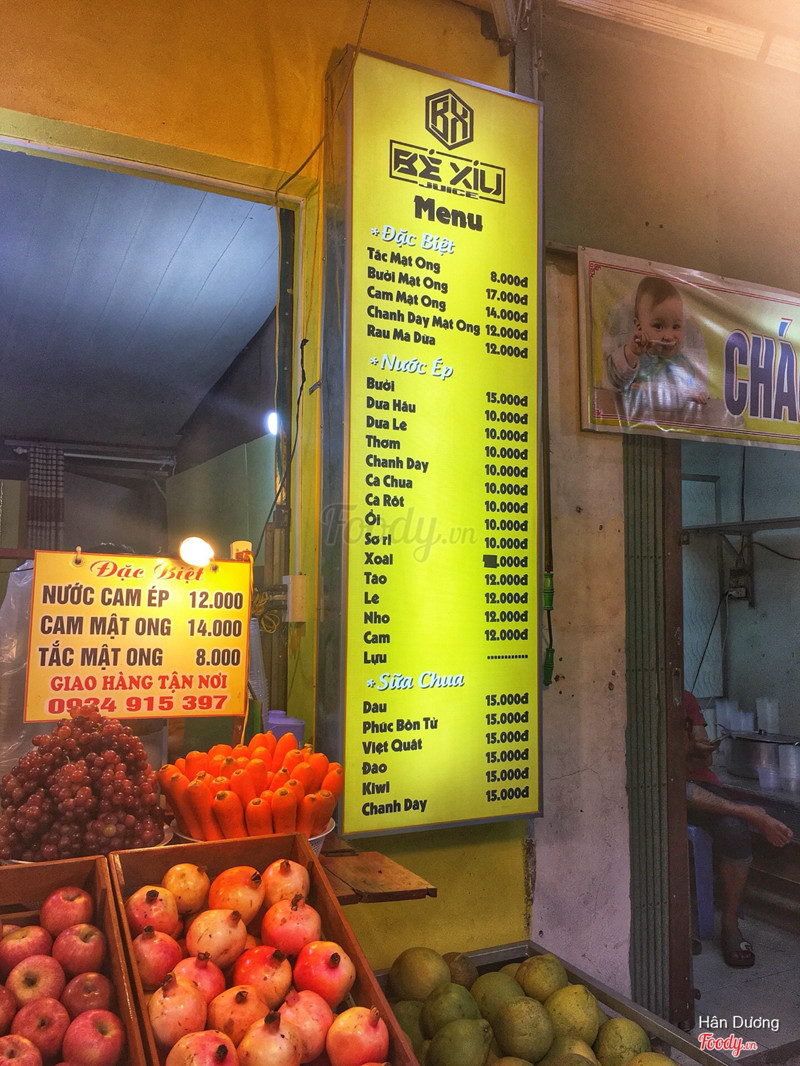 BX
BÉ XÍU
JUICE
Menu
*Đặc Biệt
Tắc Mật Ong 8.000đ
Bưởi Mật Ong 17.000đ
Cam Mật Ong 14.000đ
Chanh Dây Mật Ong 12.000đ
Rau Má Dừa 12.000đ
*Nước Ép
Bưởi 15.000đ
Dưa Hấu 10.000đ
Dưa Lê 10.000đ
Thơm 10.000đ
Chanh Dây 10.000đ
Cà Chua 10.000đ
Cà Rốt 10.000đ
Ổi 10.000đ
Sơ ri 10.000đ
Xoài .000đ
Táo 12.000đ
Lê 12.000đ
Nho 12.000đ
Cam 12.000đ
Lựu ............
*Sữa Chua
Dâu 15.000đ
Phúc Bồn Tử 15.000đ
Việt Quất 15.000đ
Đào 15.000đ
Kiwi 15.000đ
Chanh Dây 15.000đ
Đặc Biệt
NƯỚC CAM ÉP 12.000
CAM MẬT ONG 14.000
TẮC MẬT ONG 8.000
GIAO HÀNG TẬN NƠI
0934 915 397
CHÁ
Foody.vn
Hân Dương
Foody.vn